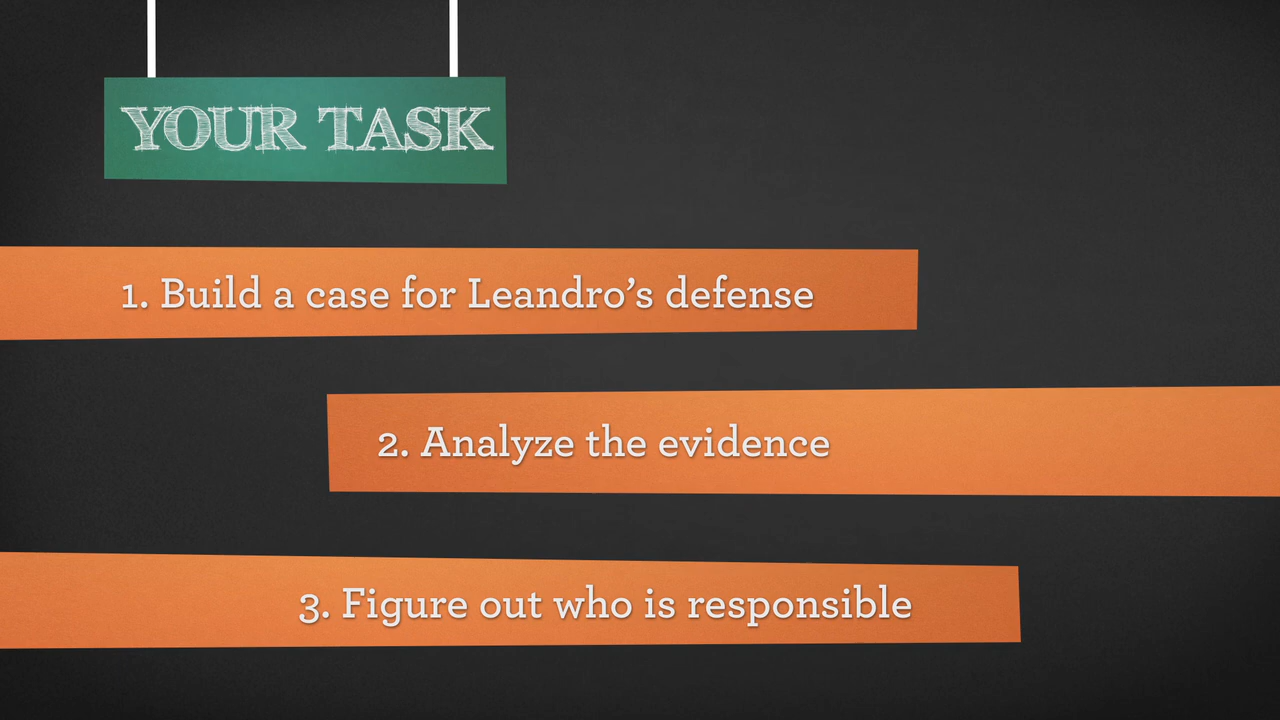 YOUR TASK
1. Build a case for Leandro’s defense
2. Analyze the evidence
3. Figure out who is responsible